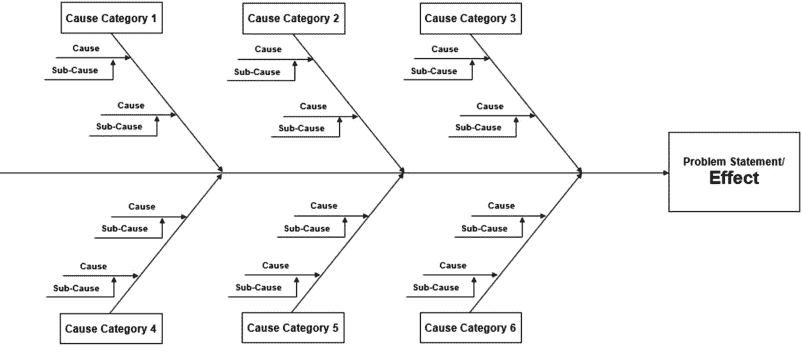 Cause Category 1
Cause Category 2
Cause Category 3
Cause
Sub-Cause
Cause
Sub-Cause
Cause
Sub-Cause
Cause
Sub-Cause
Cause
Sub-Cause
Cause
Sub-Cause
Problem Statement/
Effect
Cause
Sub-Cause
Cause
Sub-Cause
Cause
Sub-Cause
Cause
Sub-Cause
Cause
Sub-Cause
Cause
Sub-Cause
Cause Category 4
Cause Category 5
Cause Category 6